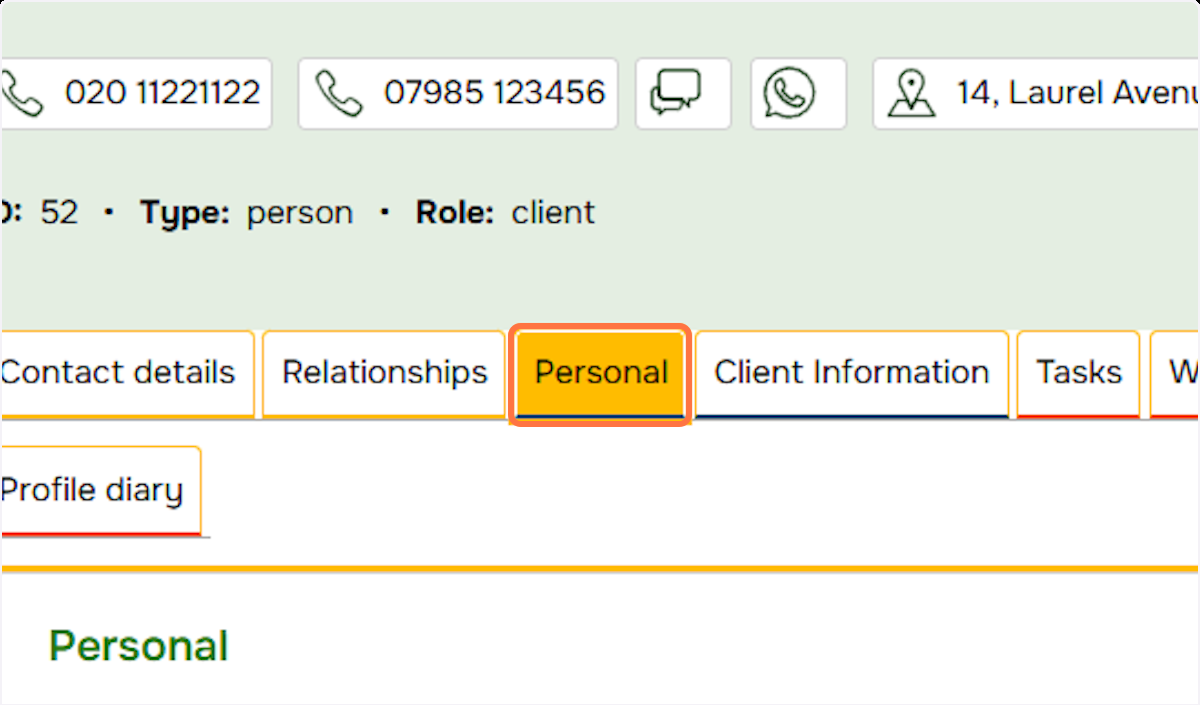 020 11221122 07985 123456 14, Laurel Avenu
D: 52 · Type: person · Role: client
Contact details Relationships Personal Client Information Tasks W
Profile diary
Personal